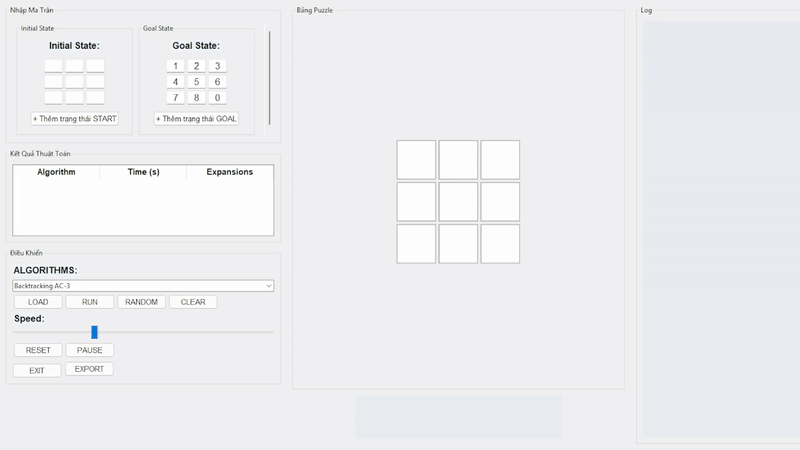 Nhập Ma Trận
Initial State
Initial State:
+ Thêm trạng thái START
Goal State
Goal State:
1 2 3
4 5 6
7 8 0
+ Thêm trạng thái GOAL
Kết Quả Thuật Toán
Algorithm Time (s) Expansions
Điều Khiển
ALGORITHMS:
Backtracking AC-3
LOAD RUN RANDOM CLEAR
Speed:
RESET PAUSE
EXIT EXPORT
Bảng Puzzle
Log